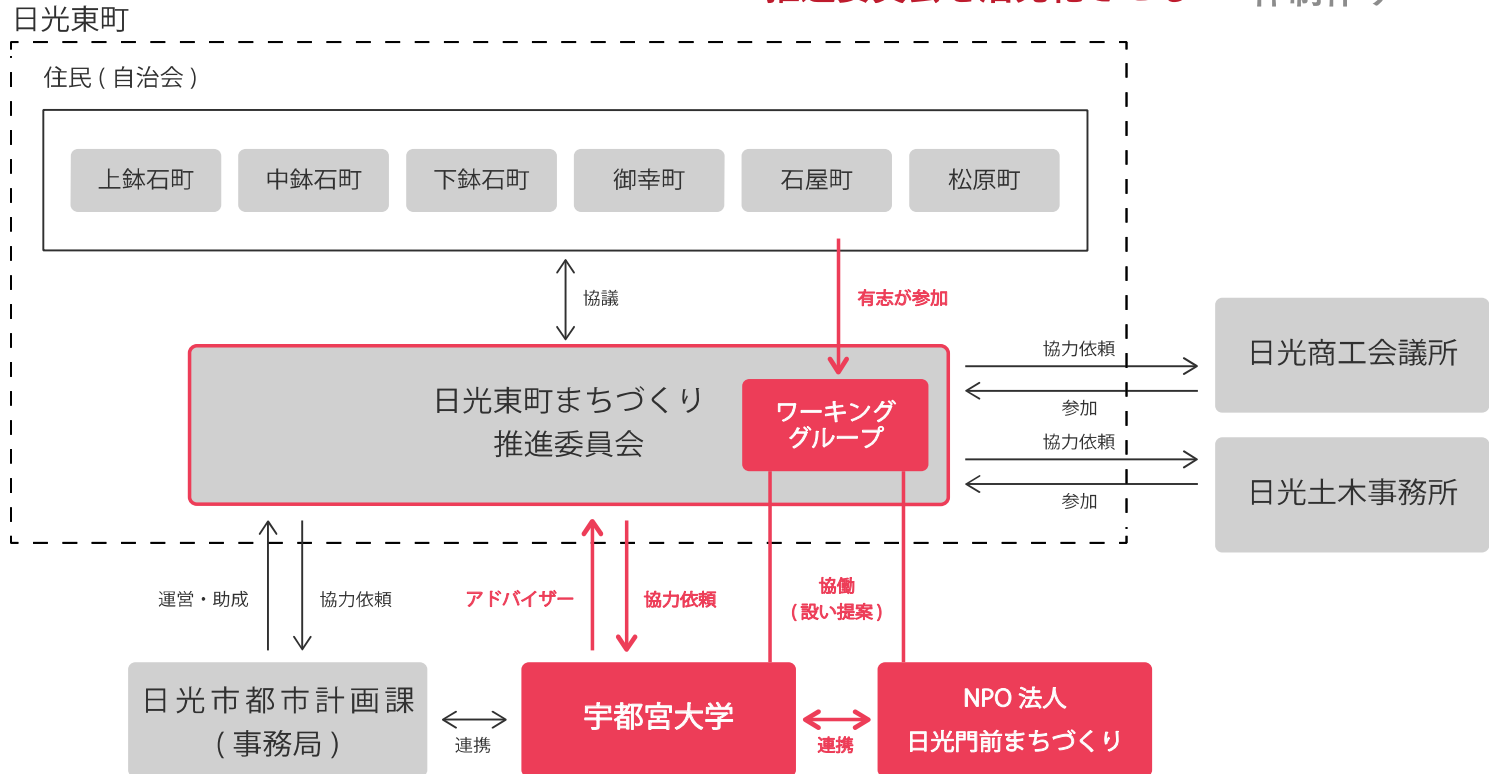 日光東町
住民 ( 自治会 )
上鉢石町
中鉢石町
下鉢石町
御幸町
石屋町
松原町
協議
有志が参加
日光東町まちづくり
推進委員会
ワーキング
グループ
協力依頼
参加
協力依頼
参加
日光商工会議所
日光土木事務所
運営・助成
協力依頼
アドバイザー
協力依頼
協働
( 設い提案 )
日光市都市計画課
( 事務局 )
連携
宇都宮大学
連携
NPO 法人
日光門前まちづくり